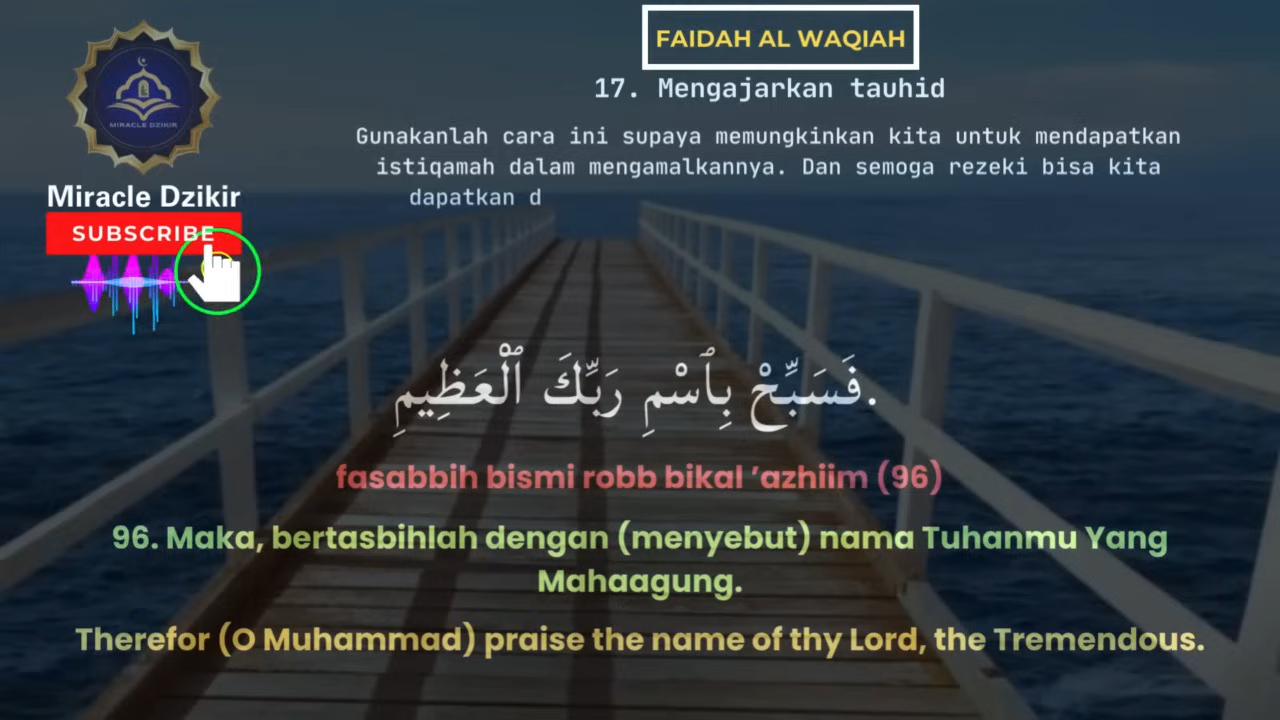 FAIDAH AL WAQIAH
17. Mengajarkan tauhid
Gunakanlah cara ini supaya memungkinkan kita untuk mendapatkan
istiqamah dalam mengamalkannya. Dan semoga rezeki bisa kita
dapatkan d
MIRACLE DZIKIR
Miracle Dzikir
SUBSCRIBE
فَسَبِّحْ بِٱسْمِ رَبِّكَ ٱلْعَظِيمِ.
fasabbih bismi robb bikal ’azhiim (96)
96. Maka, bertasbihlah dengan (menyebut) nama Tuhanmu Yang
Mahaagung.
Therefor (O Muhammad) praise the name of thy Lord, the Tremendous.